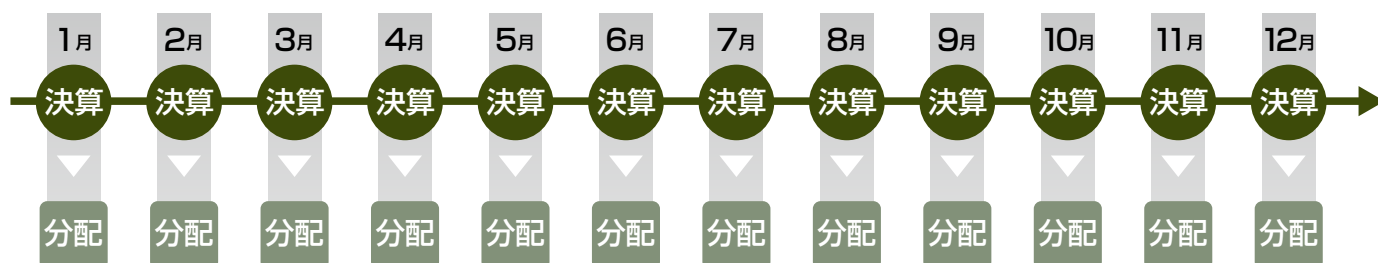 1月 2月 3月 4月 5月 6月 7月 8月 9月 10月 11月 12月
決算 決算 決算 決算 決算 決算 決算 決算 決算 決算 決算 決算
分配 分配 分配 分配 分配 分配 分配 分配 分配 分配 分配 分配